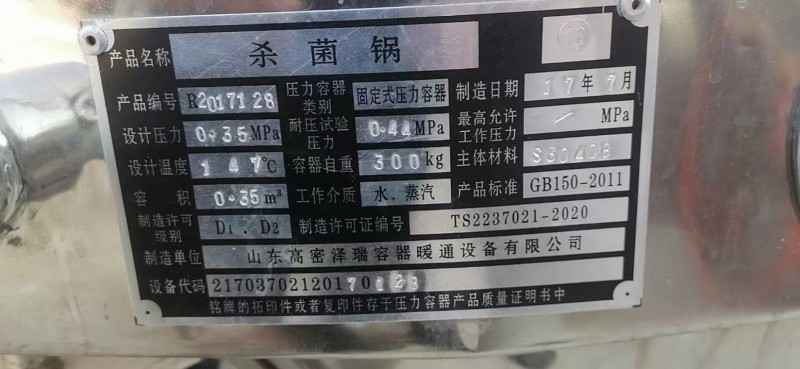 产品名称 杀菌锅
产品编号 R2017128 压力容器类别 固定式压力容器 制造日期 17年7月
设计压力 0.35MPa 耐压试验压力 0.44MPa 最高允许工作压力 / MPa
设计温度 147℃ 容器自重 300kg 主体材料 S30408
容积 0.35m³ 工作介质 水、蒸汽 产品标准 GB150-2011
制造许可级别 D1、D2 制造许可证编号 TS2237021-2020
制造单位 山东高密泽瑞容器暖通设备有限公司
设备代码 21703702120170128
铭牌的拓印件或者复印件存于压力容器产品质量证明书中